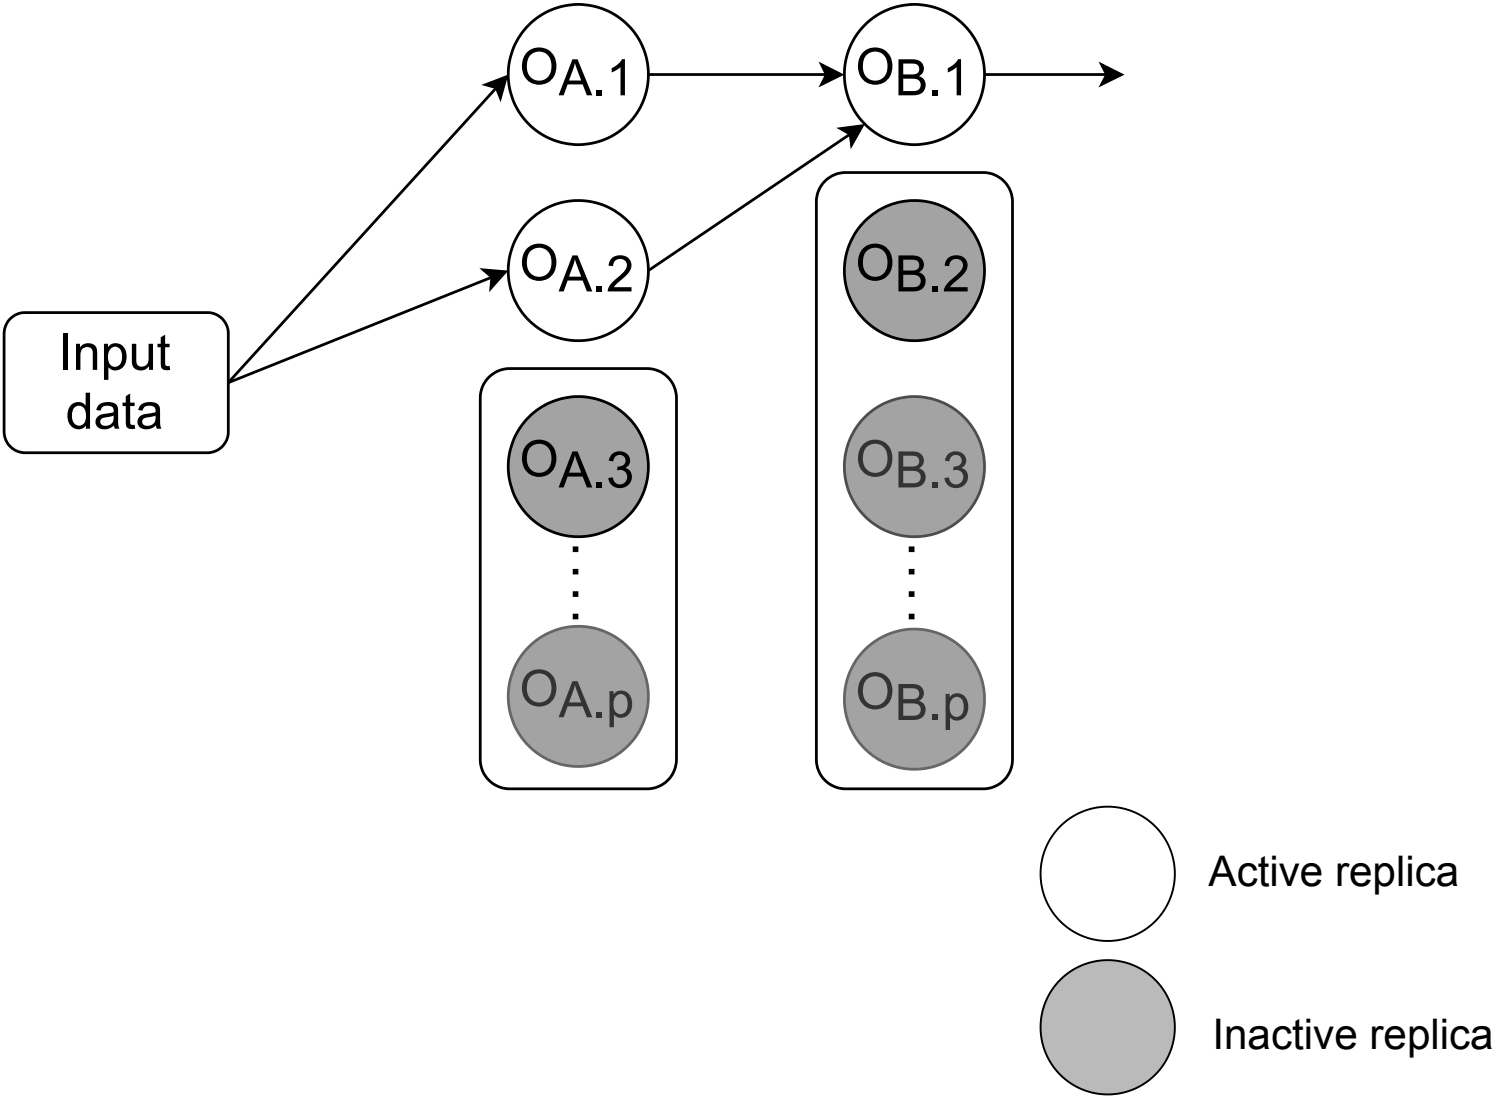 OA.1
OB.1
OA.2
OB.2
Input
data
OA.3
OB.3
OA.p
OB.p
Active replica
Inactive replica